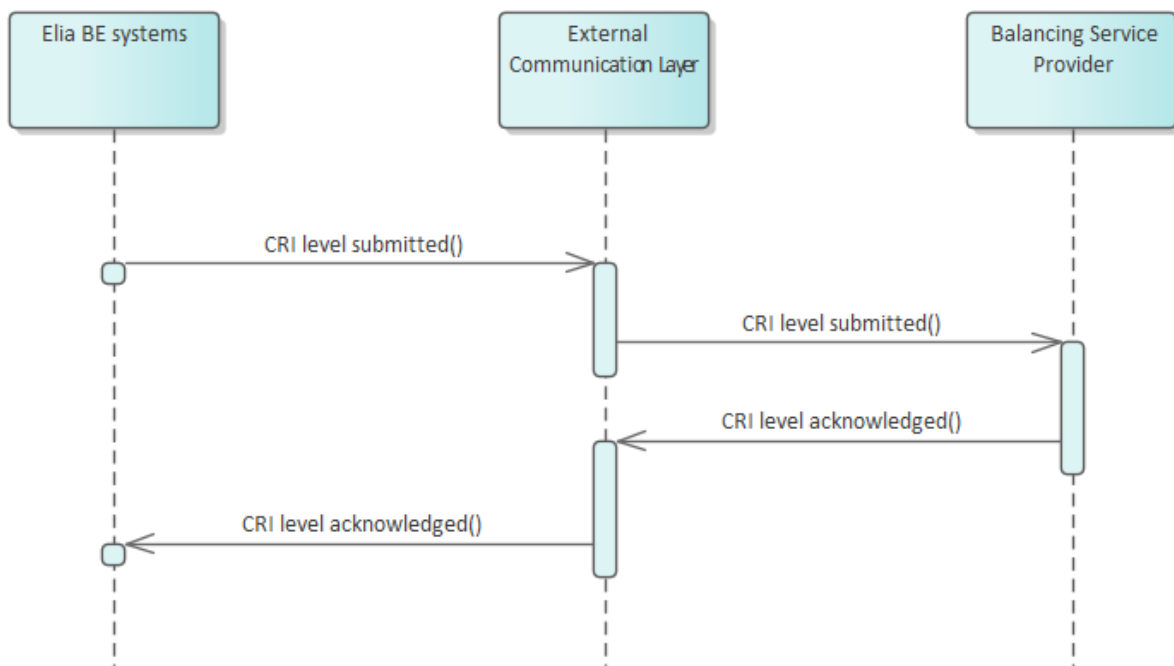 Elia BE systems
External
Communication Layer
Balancing Service
Provider
CRI level submitted()
CRI level submitted()
CRI level acknowledged()
CRI level acknowledged()